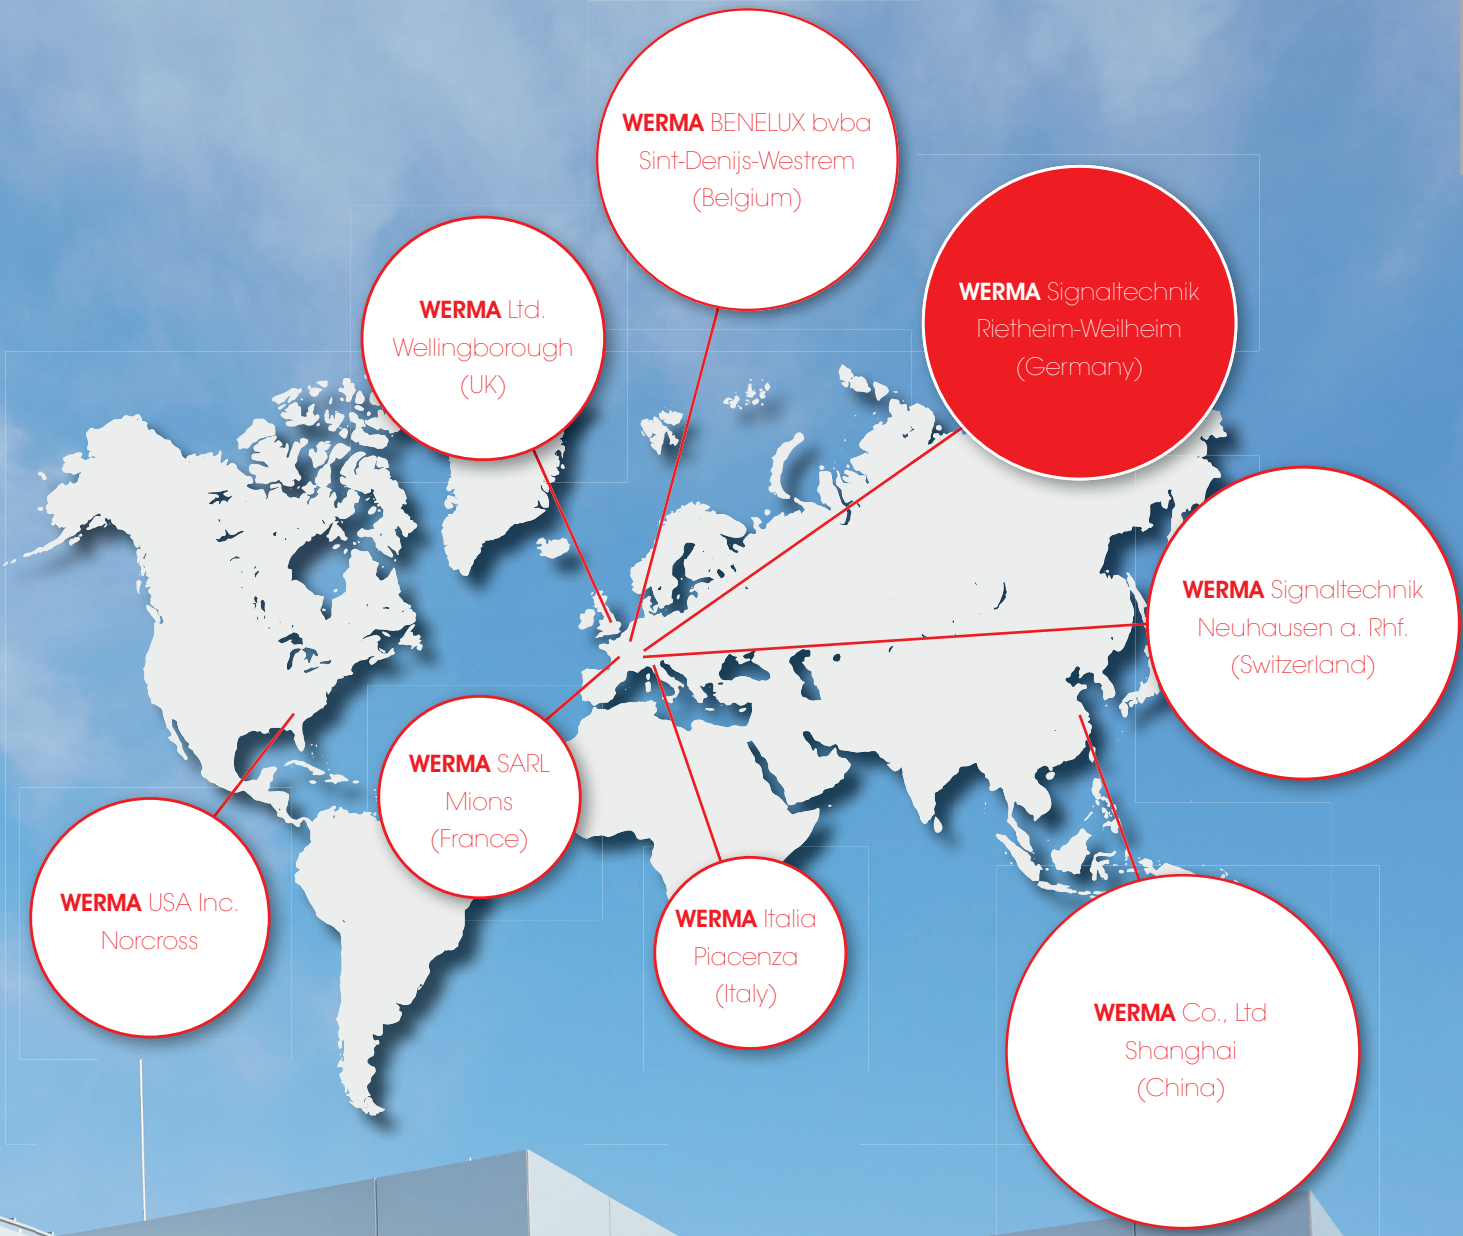 WERMA BENELUX bvba
Sint-Denijs-Westrem
(Belgium)
WERMA Signaltechnik
Rietheim-Weilheim
(Germany)
WERMA Ltd.
Wellingborough
(UK)
WERMA Signaltechnik
Neuhausen a. Rhf.
(Switzerland)
WERMA SARL
Mions
(France)
WERMA USA Inc.
Norcross
WERMA Italia
Piacenza
(Italy)
WERMA Co., Ltd
Shanghai
(China)